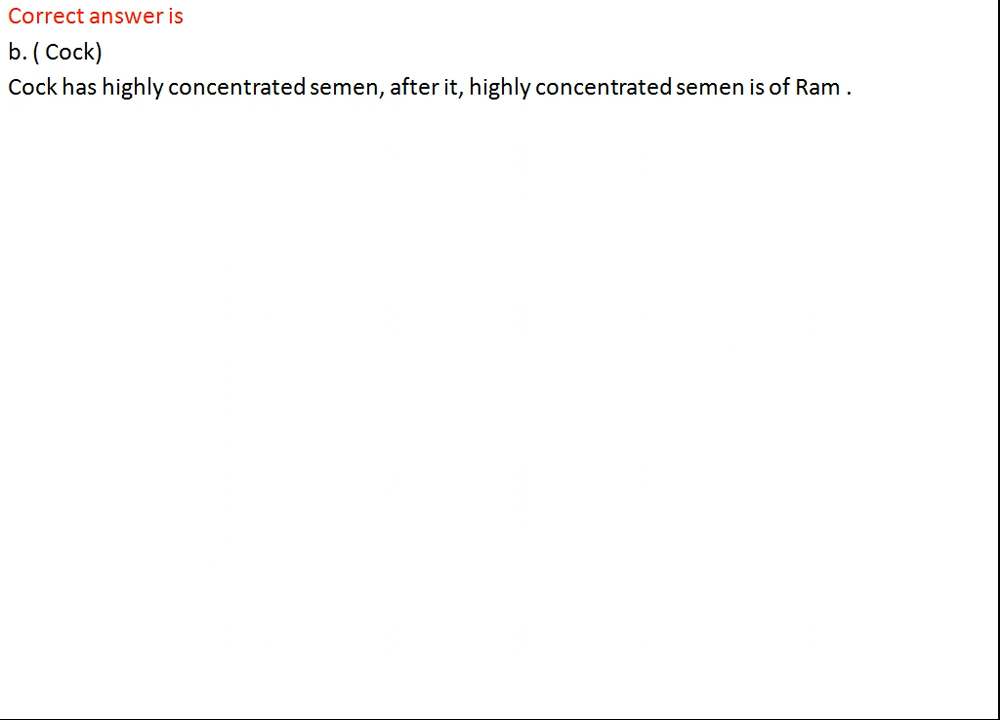 Correct answer is
b. ( Cock)
Cock has highly concentrated semen, after it, highly concentrated semen is of Ram .